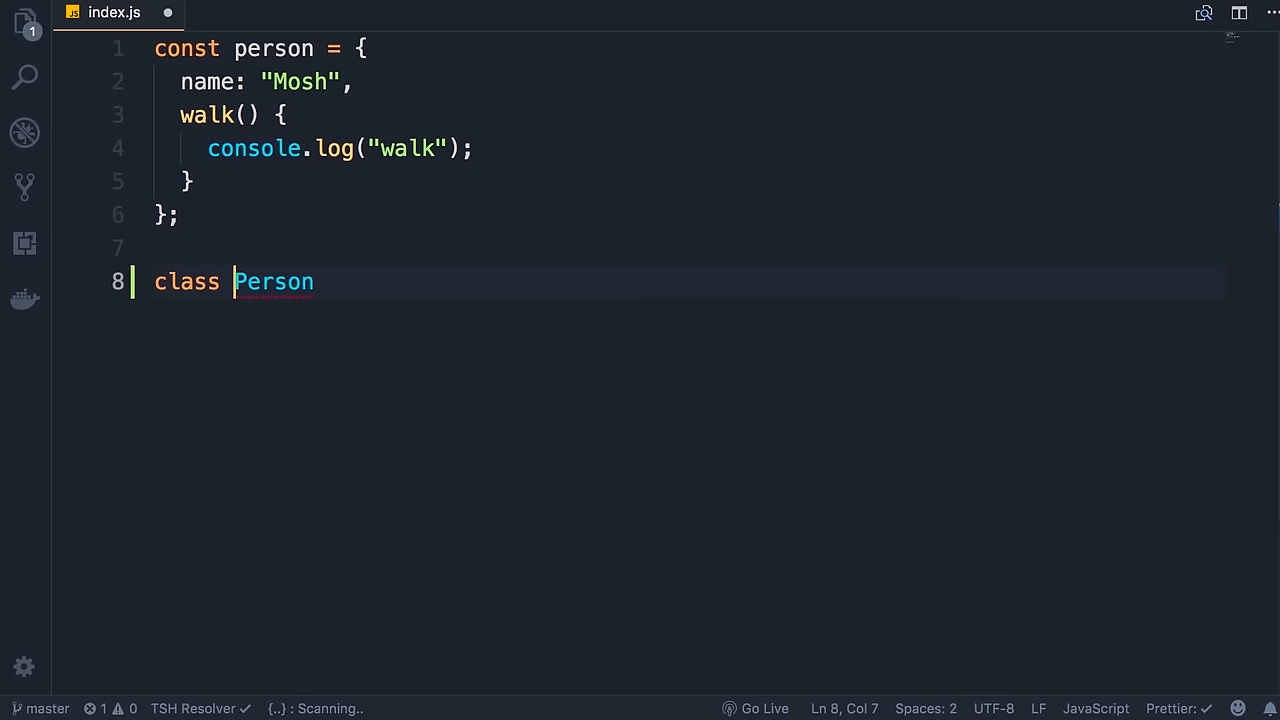 JS index.js
1
1 const person = {
2 name: "Mosh",
3 walk() {
4 console.log("walk");
5 }
6 };
7
8 class Person
master 1 0 TSH Resolver {..} : Scanning.. Go Live Ln 8, Col 7 Spaces: 2 UTF-8 LF JavaScript Prettier: